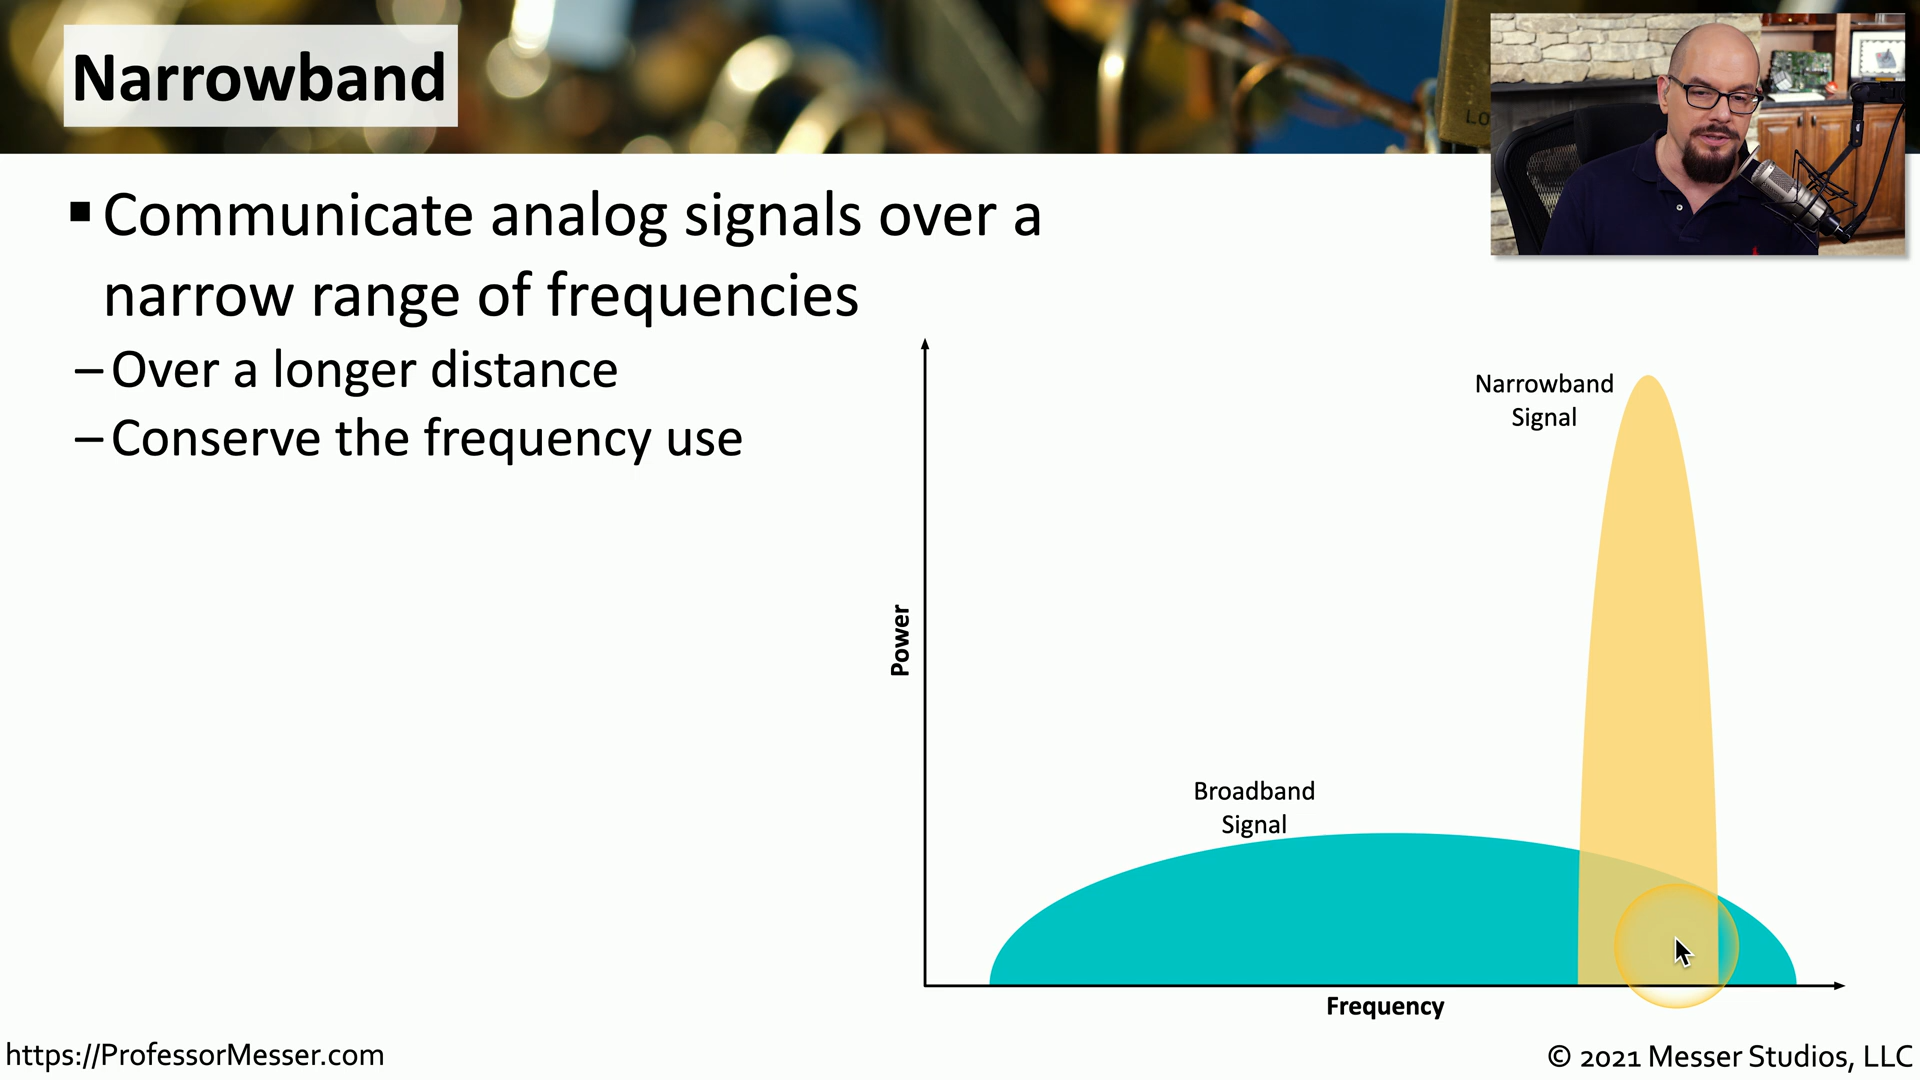 Narrowband
Lo
▪ Communicate analog signals over a
narrow range of frequencies
– Over a longer distance
– Conserve the frequency use
Narrowband
Signal
Power
Broadband
Signal
Frequency
https://ProfessorMesser.com
© 2021 Messer Studios, LLC